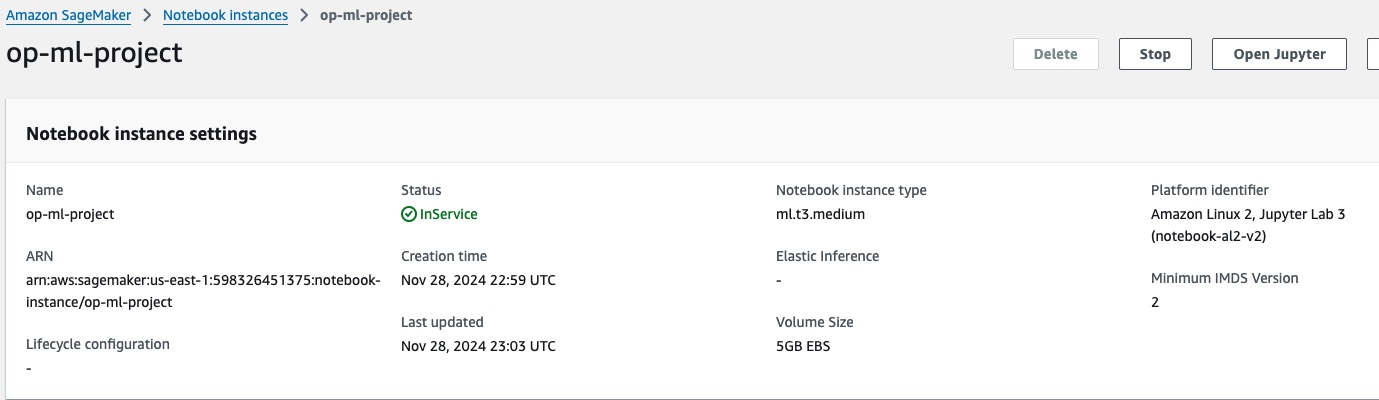 Amazon SageMaker > Notebook instances > op-ml-project
op-ml-project
Delete
Stop
Open Jupyter
Notebook instance settings
Name
op-ml-project
ARN
arn:aws:sagemaker:us-east-1:598326451375:notebook-
instance/op-ml-project
Lifecycle configuration
-
Status
InService
Creation time
Nov 28, 2024 22:59 UTC
Last updated
Nov 28, 2024 23:03 UTC
Notebook instance type
ml.t3.medium
Elastic Inference
-
Volume Size
5GB EBS
Platform identifier
Amazon Linux 2, Jupyter Lab 3
(notebook-al2-v2)
Minimum IMDS Version
2